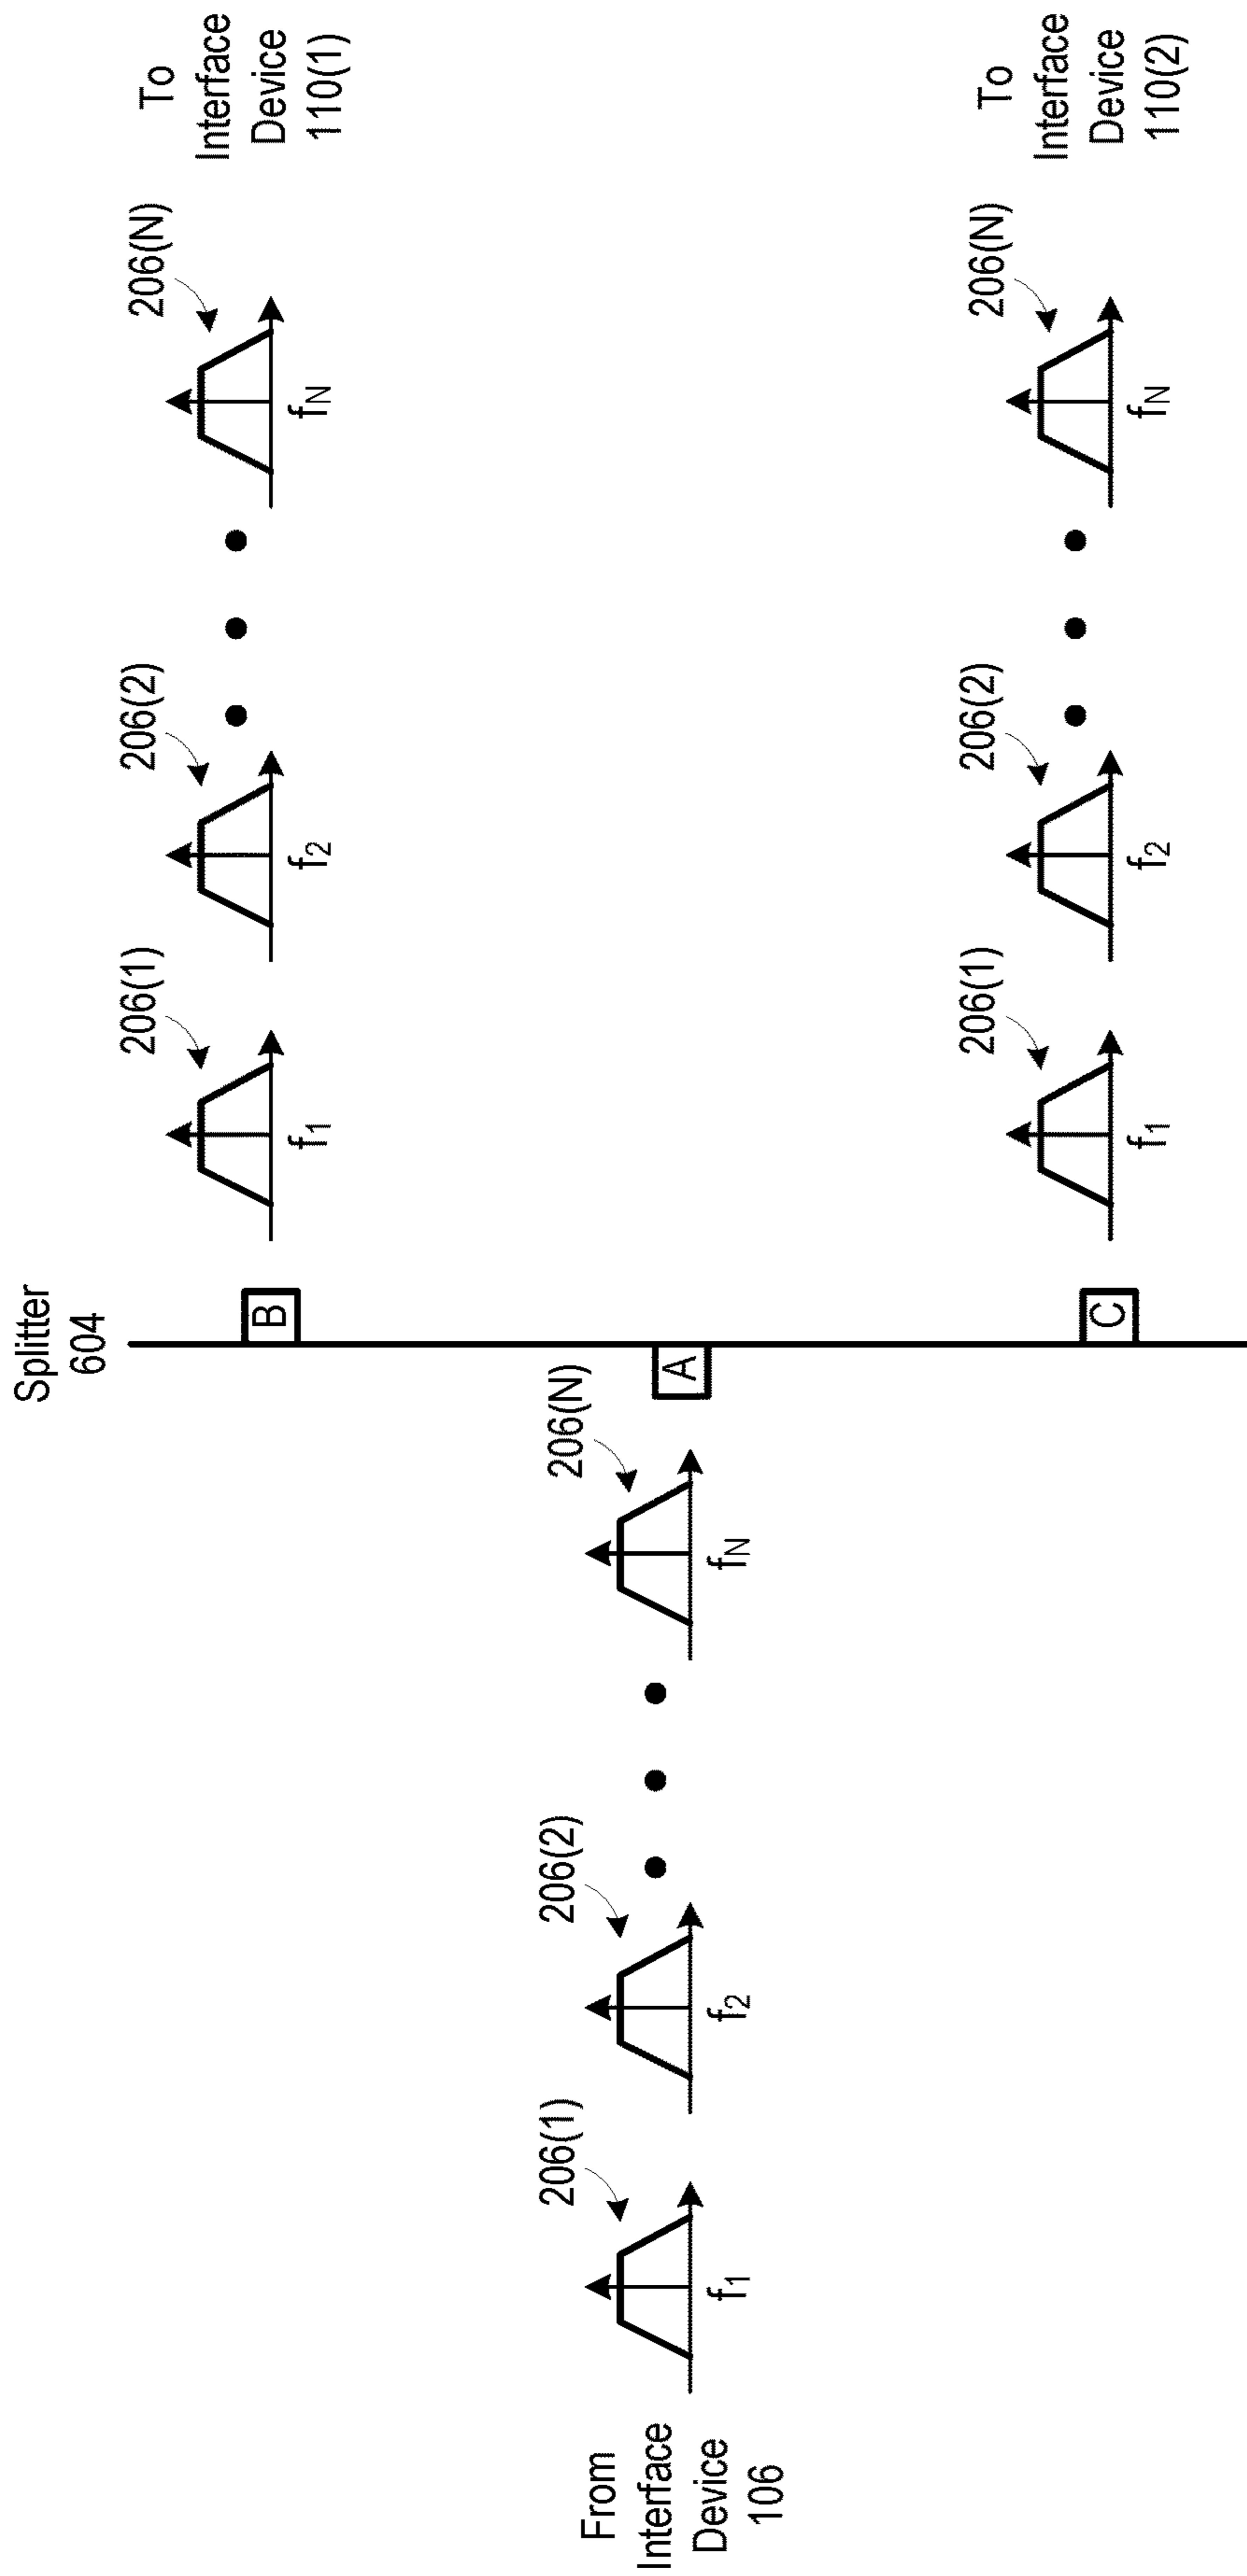 Splitter
604
From
Interface
Device
106
206(1)
f1
206(2)
f2
206(N)
fN
A
B
206(1)
f1
206(2)
f2
206(N)
fN
To
Interface
Device
110(1)
C
206(1)
f1
206(2)
f2
206(N)
fN
To
Interface
Device
110(2)